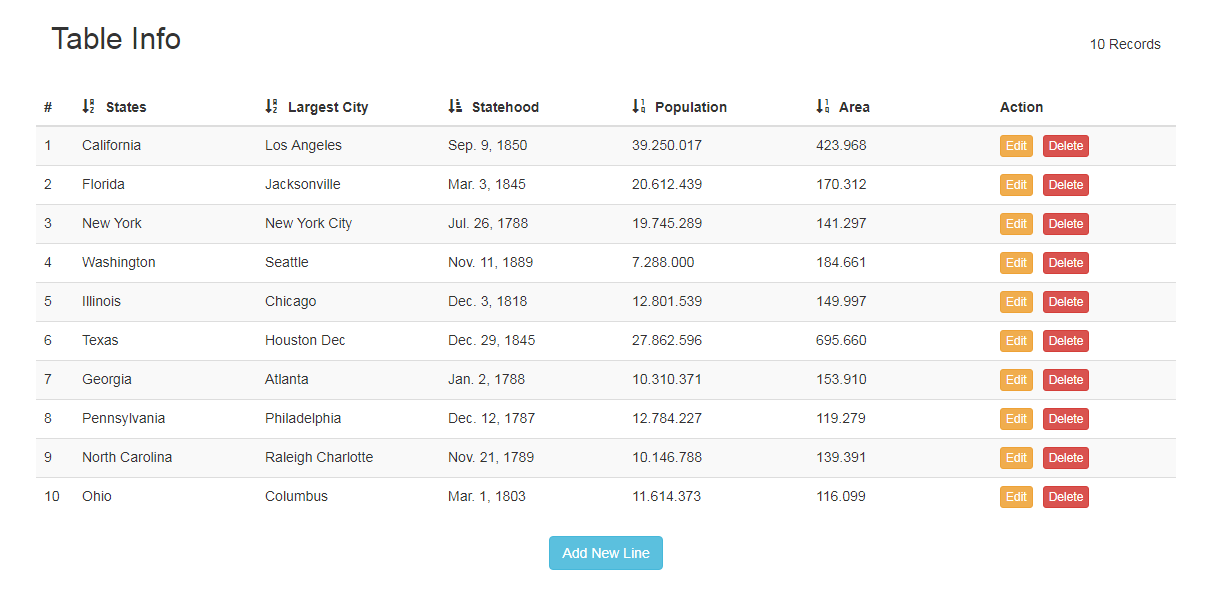 Table Info
10 Records
# States Largest City Statehood Population Area Action
1 California Los Angeles Sep. 9, 1850 39.250.017 423.968 Edit Delete
2 Florida Jacksonville Mar. 3, 1845 20.612.439 170.312 Edit Delete
3 New York New York City Jul. 26, 1788 19.745.289 141.297 Edit Delete
4 Washington Seattle Nov. 11, 1889 7.288.000 184.661 Edit Delete
5 Illinois Chicago Dec. 3, 1818 12.801.539 149.997 Edit Delete
6 Texas Houston Dec Dec. 29, 1845 27.862.596 695.660 Edit Delete
7 Georgia Atlanta Jan. 2, 1788 10.310.371 153.910 Edit Delete
8 Pennsylvania Philadelphia Dec. 12, 1787 12.784.227 119.279 Edit Delete
9 North Carolina Raleigh Charlotte Nov. 21, 1789 10.146.788 139.391 Edit Delete
10 Ohio Columbus Mar. 1, 1803 11.614.373 116.099 Edit Delete
Add New Line